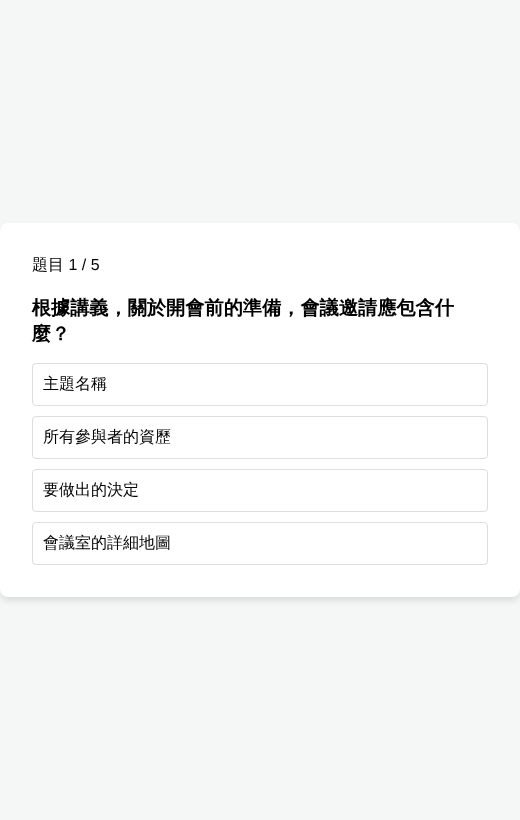 題目 1 / 5
根據講義，關於開會前的準備，會議邀請應包含什
麼？
主題名稱
所有參與者的資歷
要做出的決定
會議室的詳細地圖